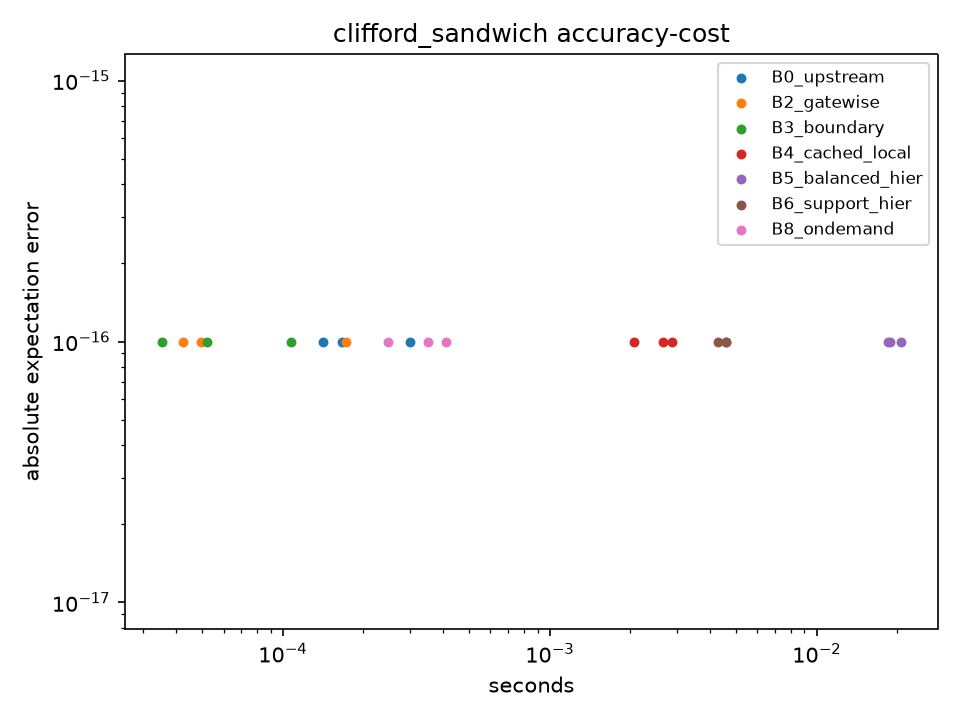 clifford_sandwich accuracy-cost
10⁻¹⁵
10⁻¹⁶
10⁻¹⁷
absolute expectation error
B0_upstream
B2_gatewise
B3_boundary
B4_cached_local
B5_balanced_hier
B6_support_hier
B8_ondemand
10⁻⁴
10⁻³
10⁻²
seconds